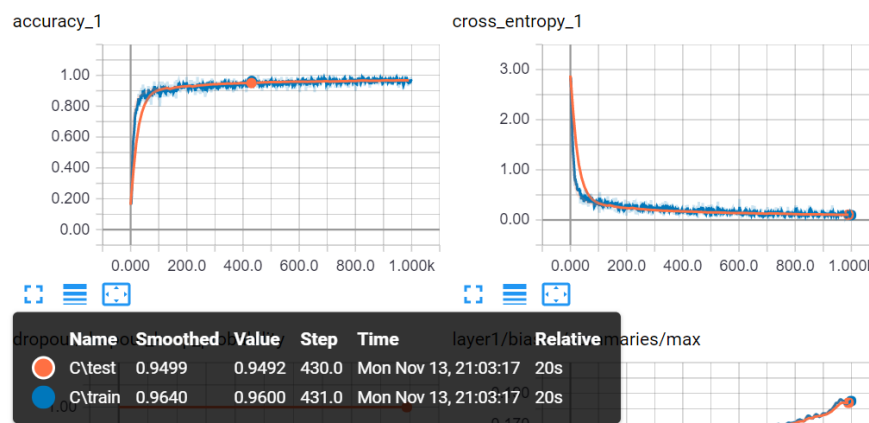 accuracy_1
cross_entropy_1
1.00
0.800
0.600
0.400
0.200
0.00
0.000 200.0 400.0 600.0 800.0 1.000k
3.00
2.00
1.00
0.00
0.000 200.0 400.0 600.0 800.0 1.000k
layer1/bia maries/max
Name Smoothed Value Step Time Relative
C\test 0.9499 0.9492 430.0 Mon Nov 13, 21:03:17 20s
C\train 0.9640 0.9600 431.0 Mon Nov 13, 21:03:17 20s
1.00